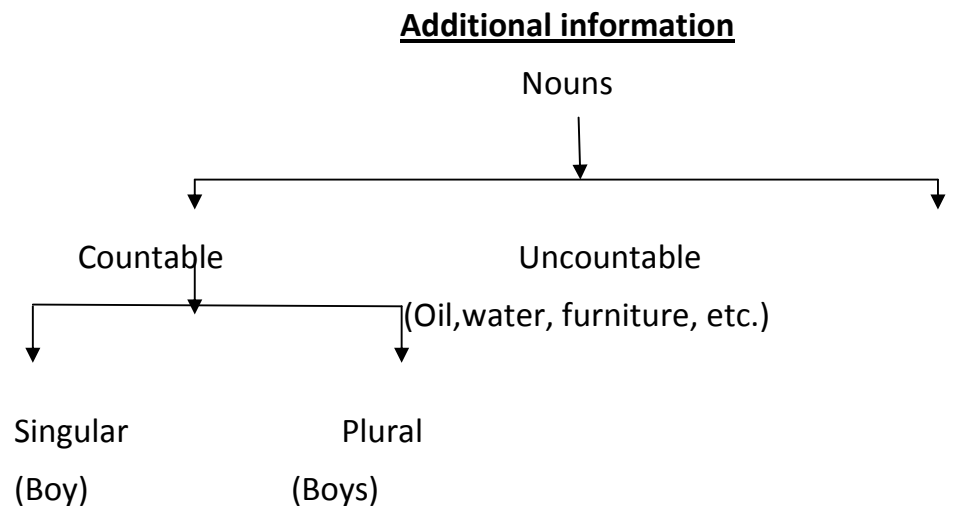 Additional information
Nouns
Countable Uncountable
(Oil,water, furniture, etc.)
Singular Plural
(Boy) (Boys)